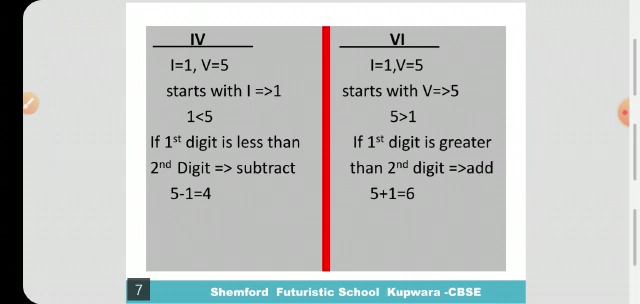 IV
I=1, V=5
starts with I =>1
1<5
If 1st digit is less than
2nd Digit => subtract
5-1=4
VI
I=1,V=5
starts with V=>5
5>1
If 1st digit is greater
than 2nd digit =>add
5+1=6
7
Shemford Futuristic School Kupwara -CBSE